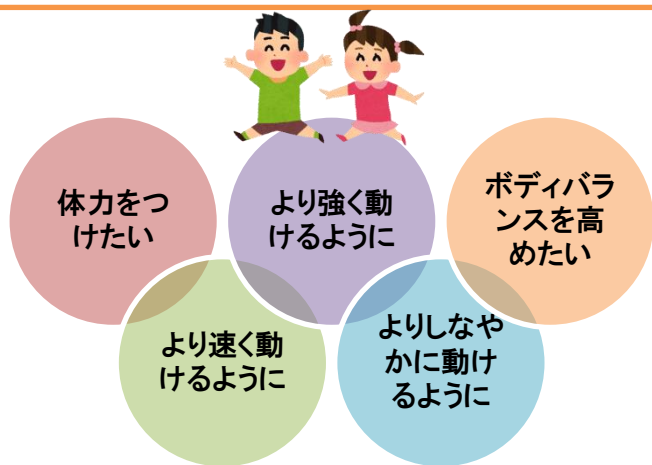 体力をつ
けたい
より強く動
けるように
ボディバラ
ンスを高
めたい
より速く動
けるように
よりしなや
かに動け
るように